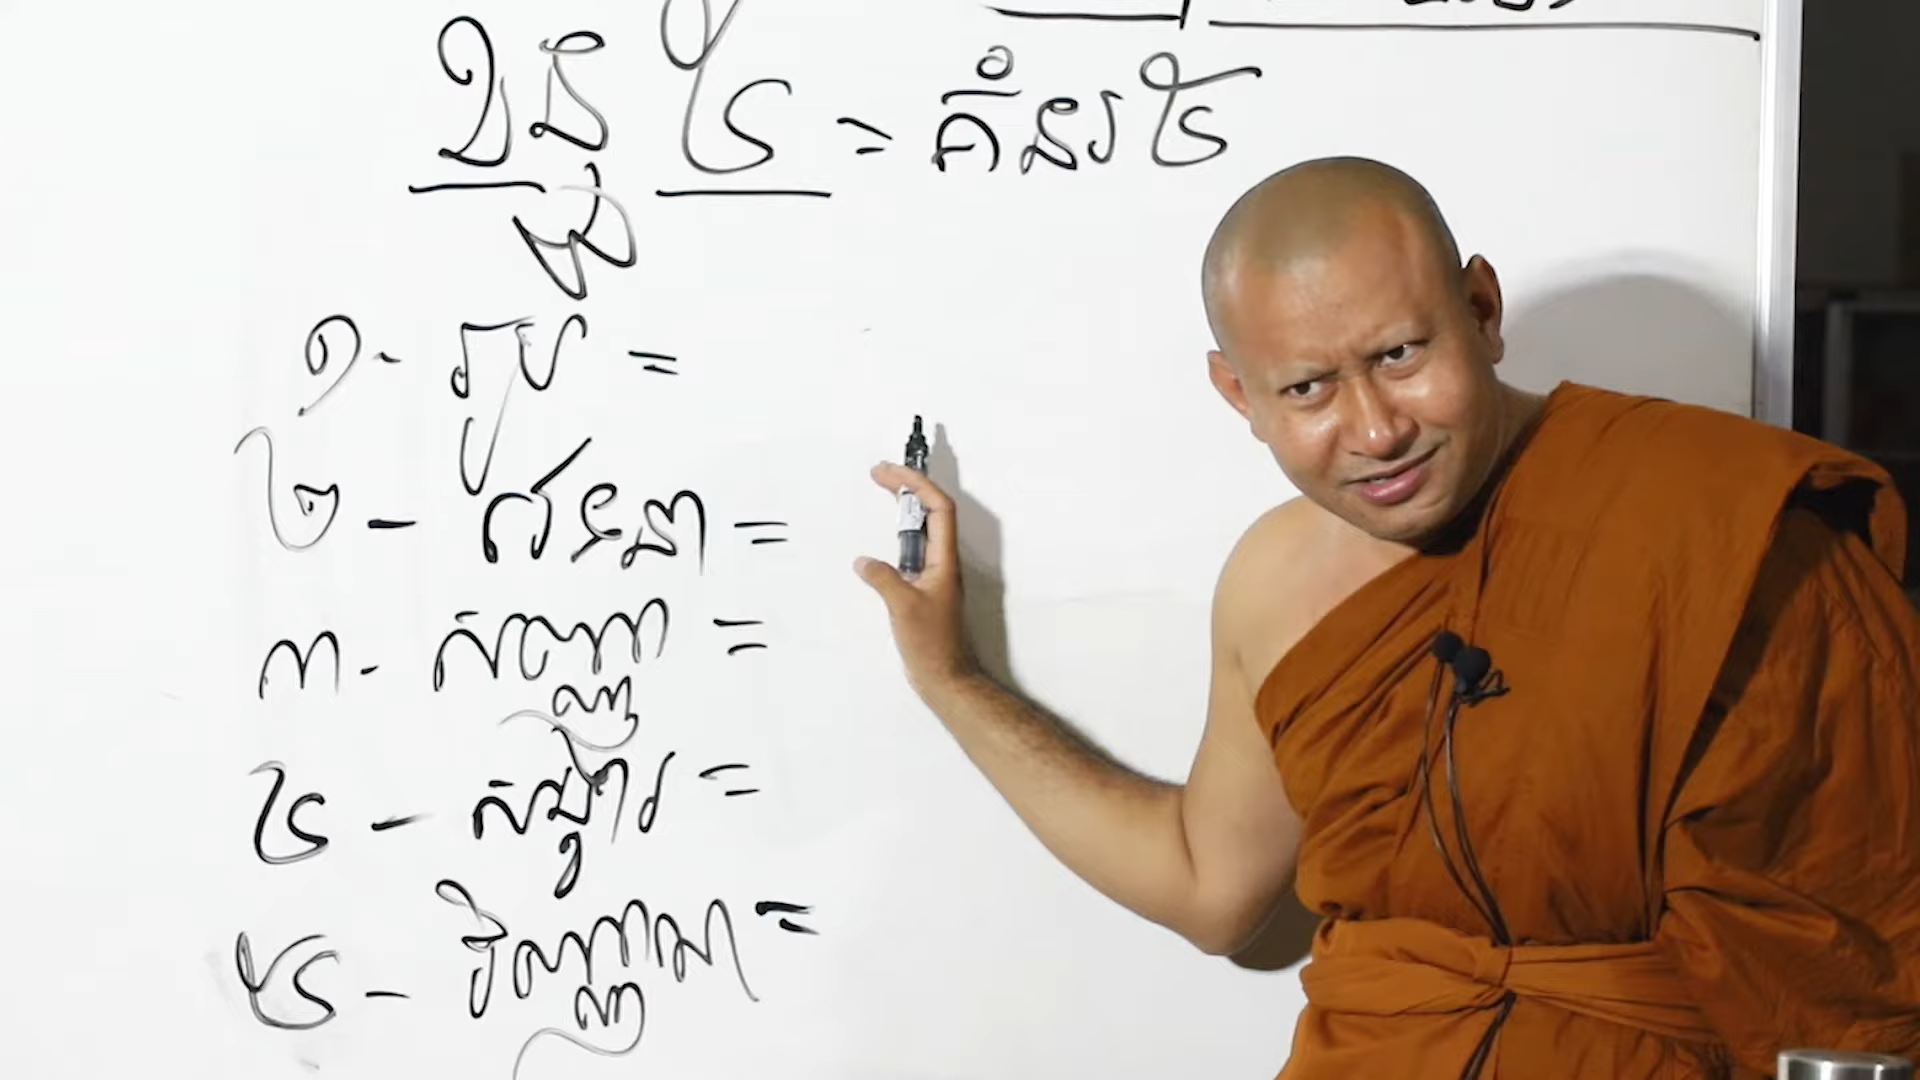 ខន្ធ ៥ = គំនរ ៥
១- រូប =
២- វេទនា =
៣- សញ្ញា =
៤- សង្ខារ =
៥- វិញ្ញាណ =